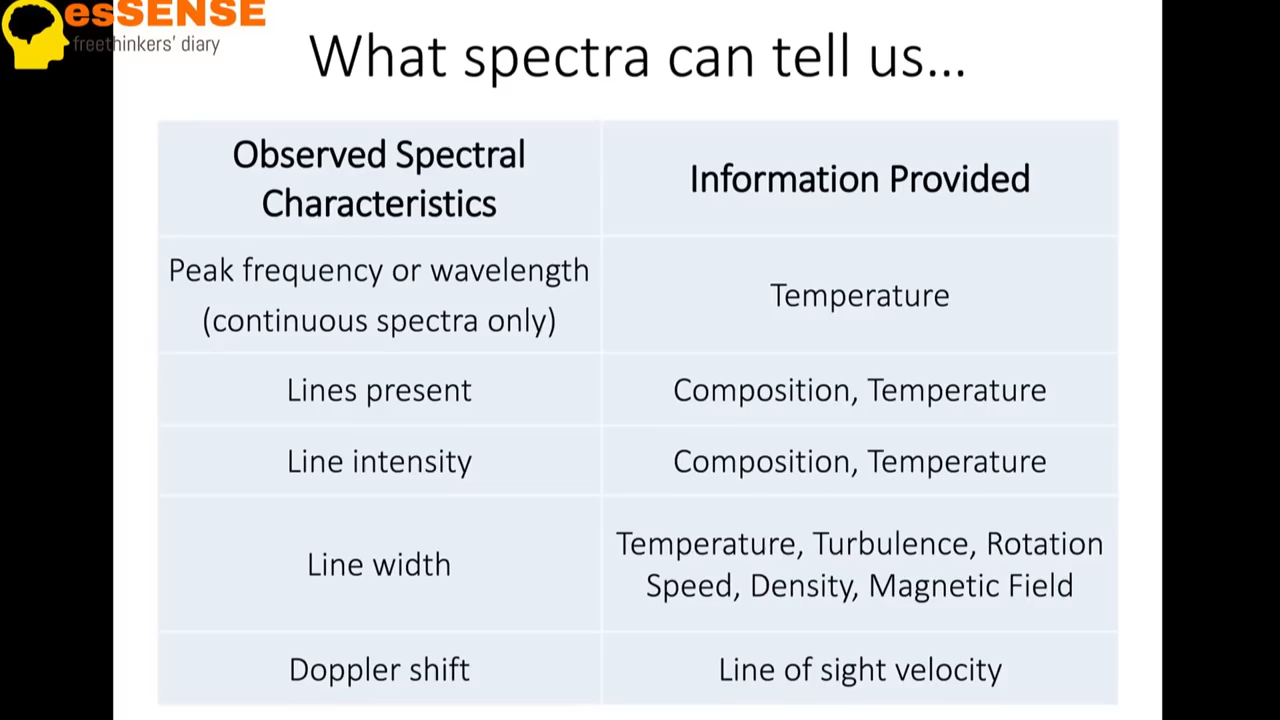 esSENSE
freethinkers' diary
What spectra can tell us...
Observed Spectral
Characteristics
Information Provided
Peak frequency or wavelength
(continuous spectra only)
Temperature
Lines present
Composition, Temperature
Line intensity
Composition, Temperature
Line width
Temperature, Turbulence, Rotation
Speed, Density, Magnetic Field
Doppler shift
Line of sight velocity